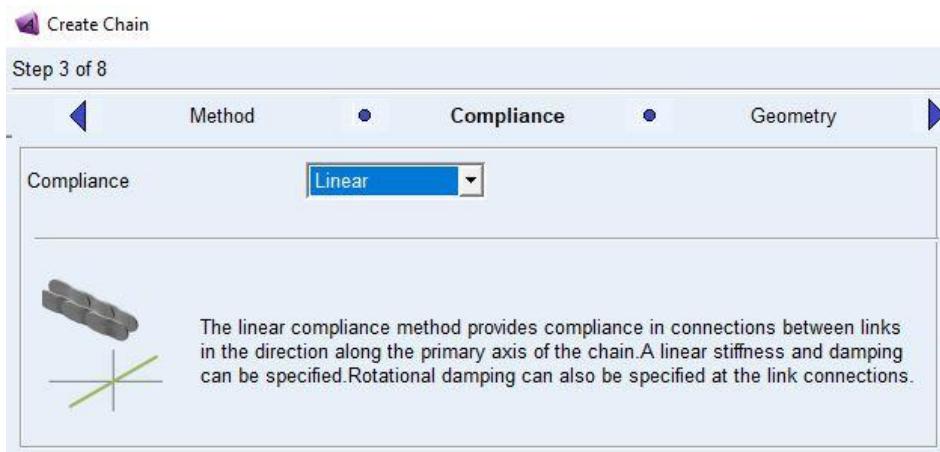 Create Chain
Step 3 of 8
Method Compliance Geometry
Compliance Linear
The linear compliance method provides compliance in connections between links
in the direction along the primary axis of the chain.A linear stiffness and damping
can be specified.Rotational damping can also be specified at the link connections.